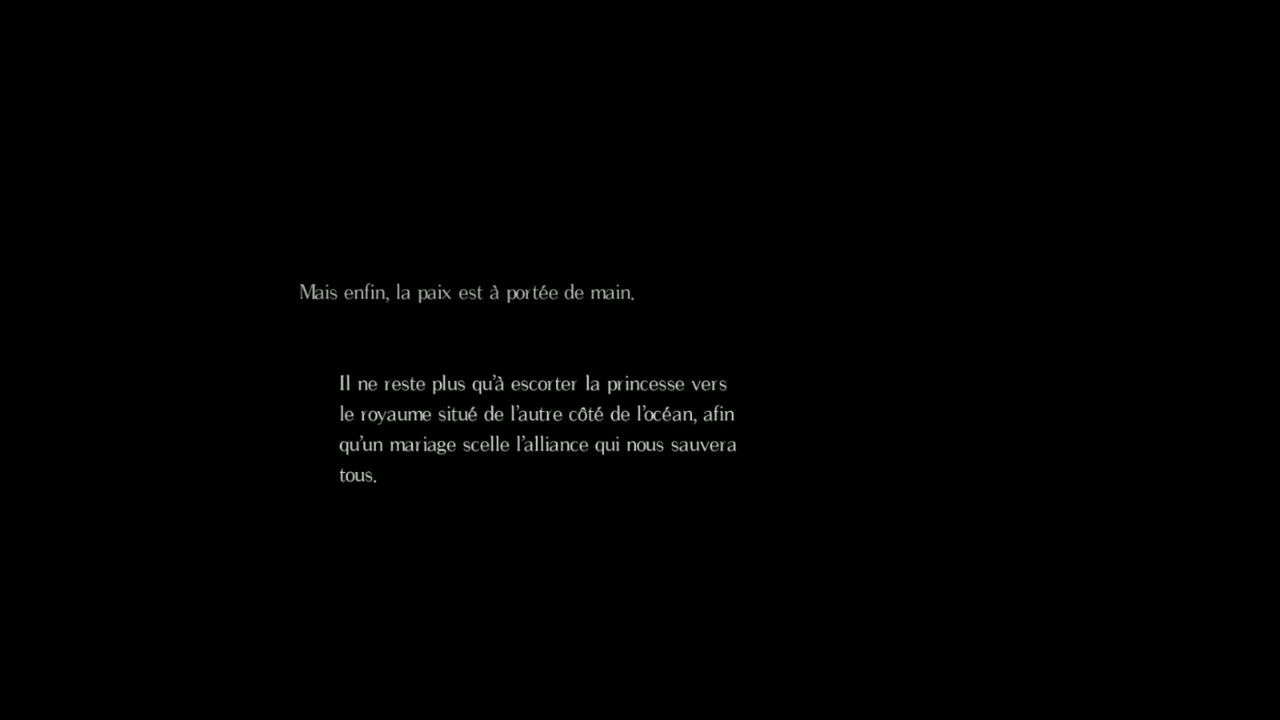 Mais enfin, la paix est à portée de main.
Il ne reste plus qu'à escorter la princesse vers
le royaume situé de l'autre côté de l'océan, afin
qu'un mariage scelle l'alliance qui nous sauvera
tous.